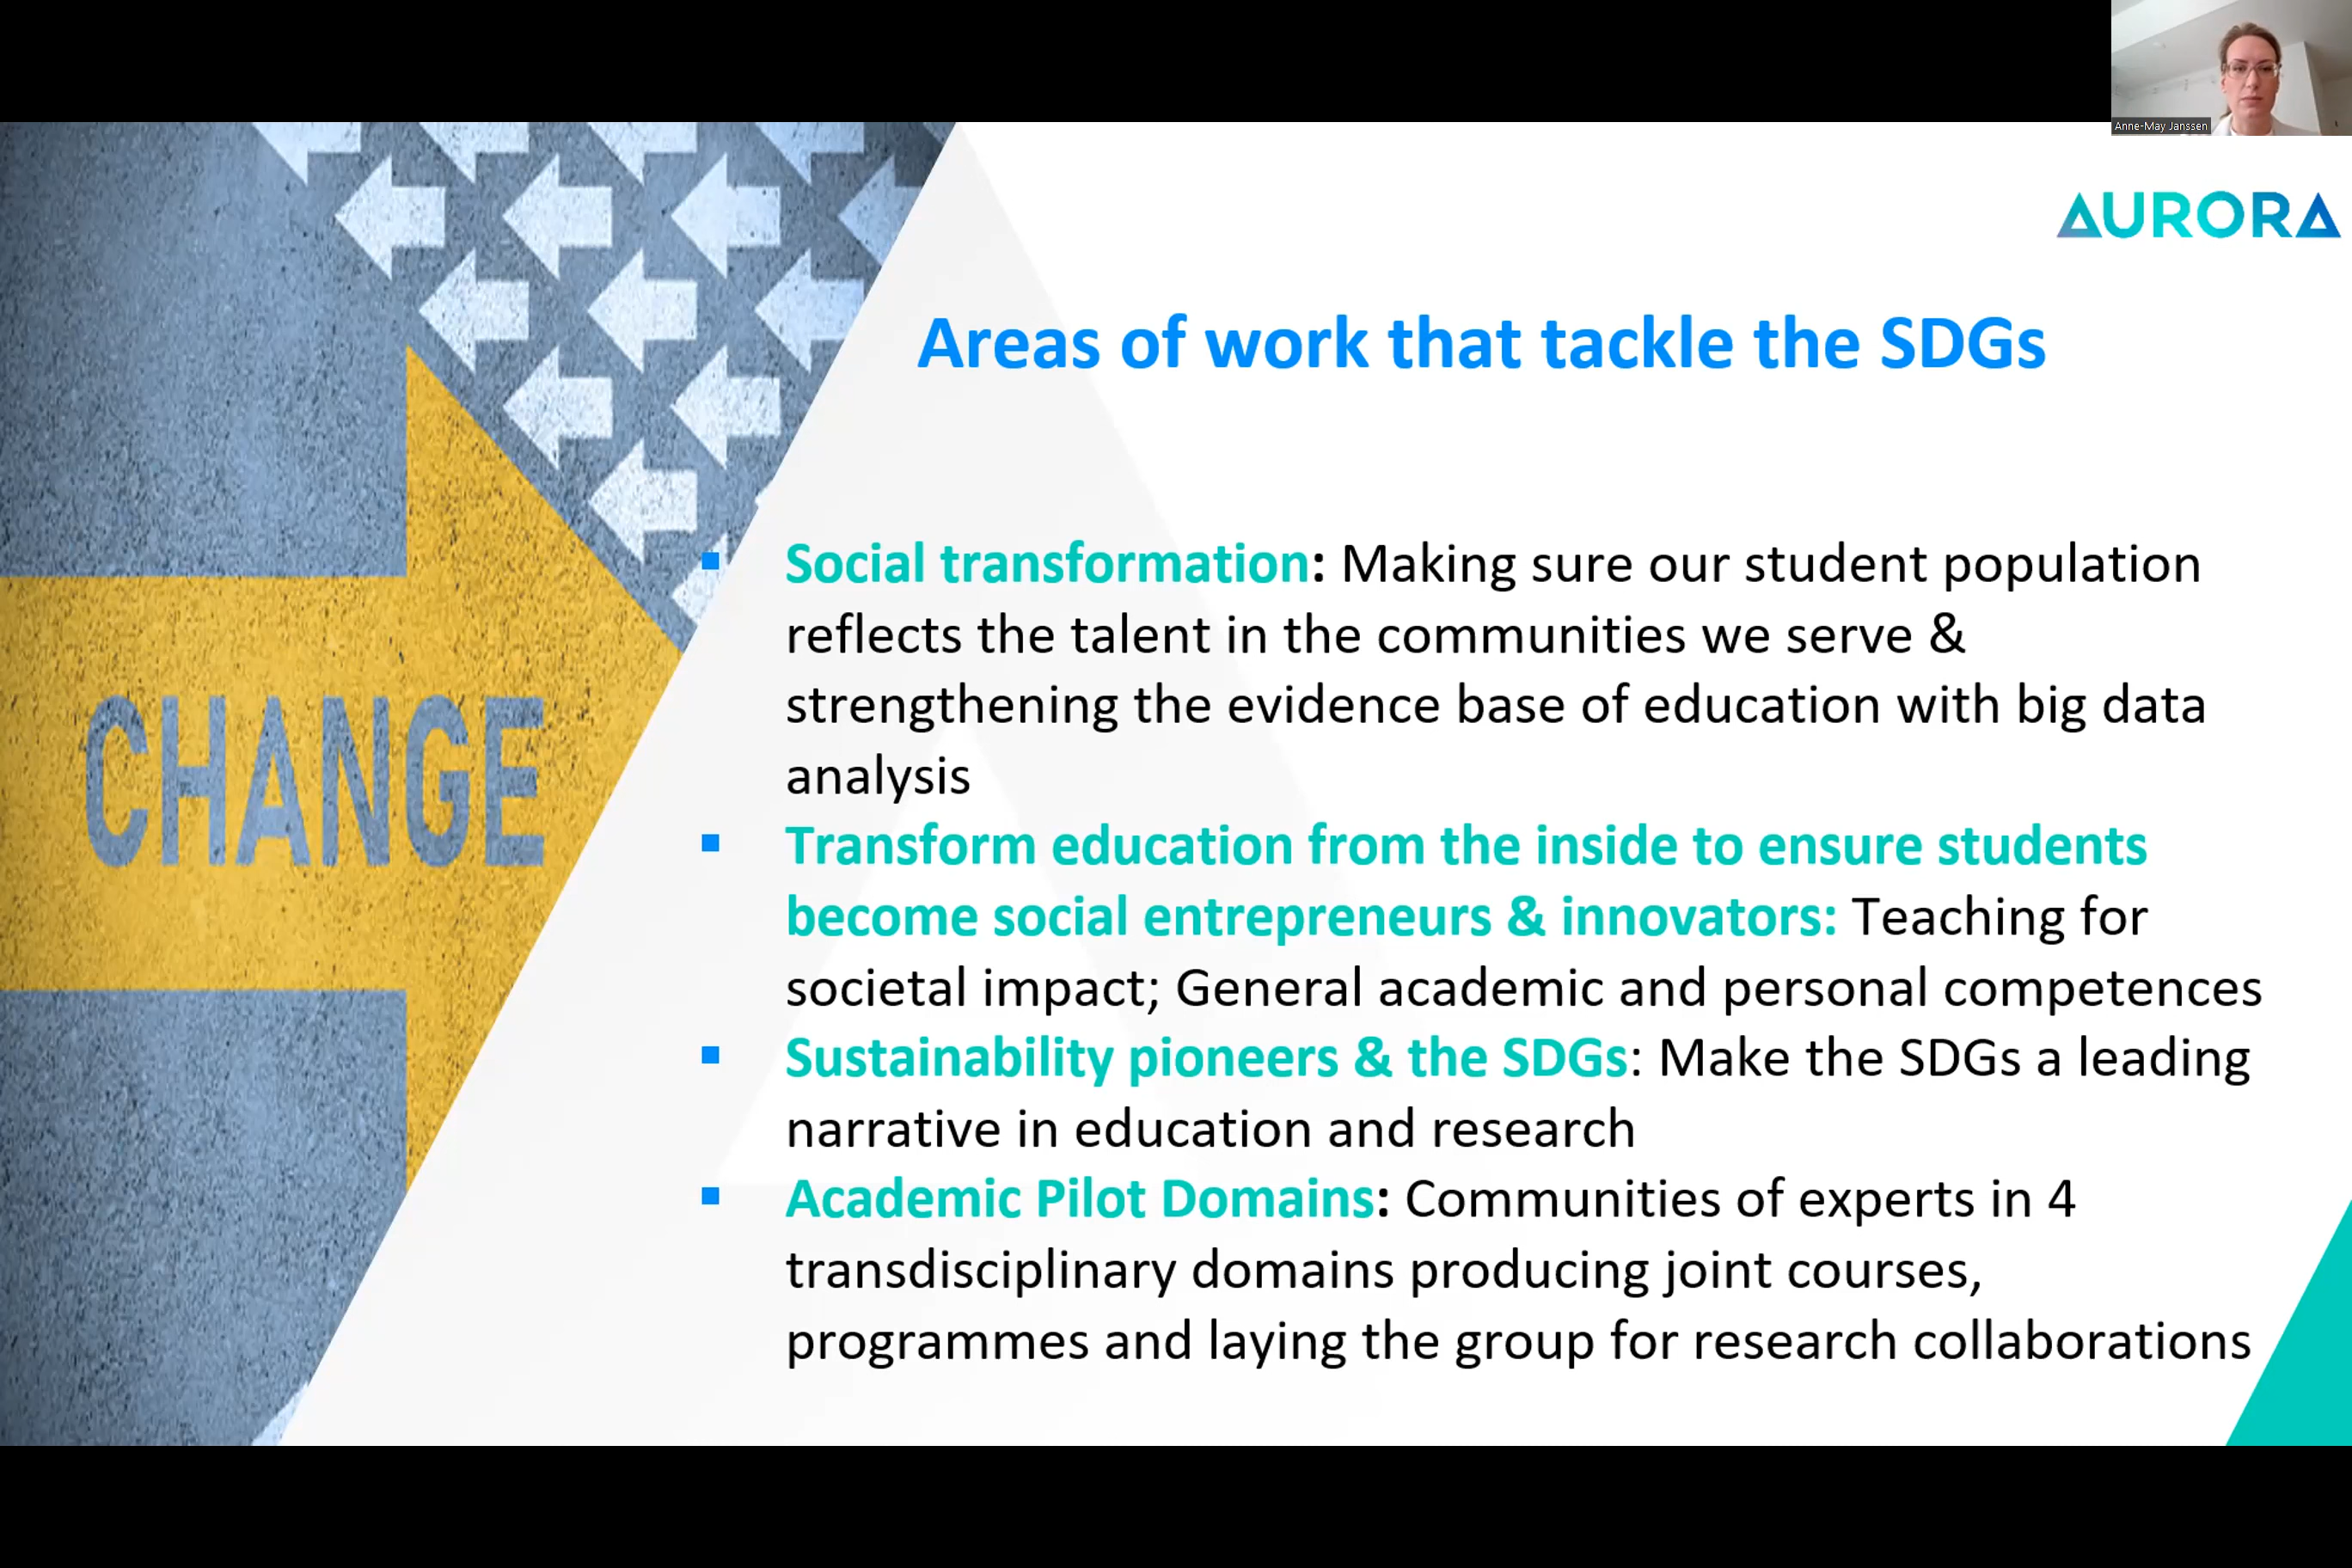 Anne-May Janssen
AURORA
Areas of work that tackle the SDGs
CHANGE
▪ Social transformation: Making sure our student population
reflects the talent in the communities we serve &
strengthening the evidence base of education with big data
analysis
▪ Transform education from the inside to ensure students
become social entrepreneurs & innovators: Teaching for
societal impact; General academic and personal competences
▪ Sustainability pioneers & the SDGs: Make the SDGs a leading
narrative in education and research
▪ Academic Pilot Domains: Communities of experts in 4
transdisciplinary domains producing joint courses,
programmes and laying the group for research collaborations